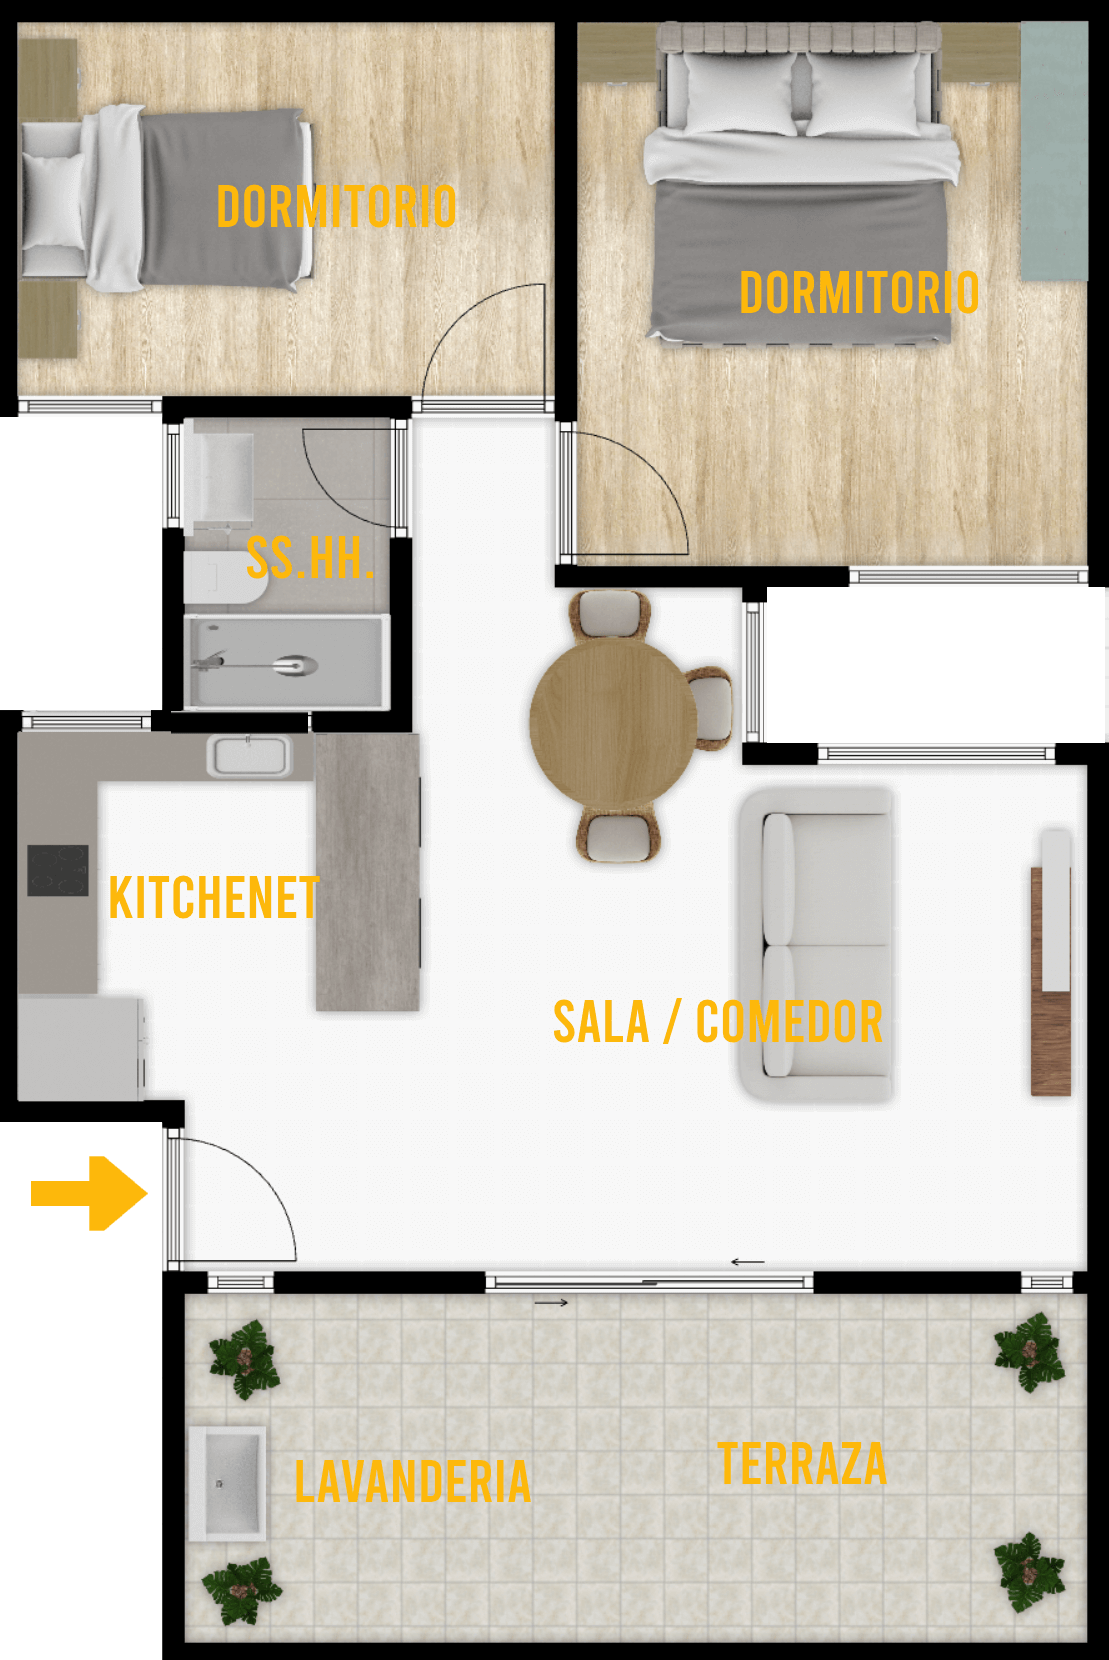 DORMITORIO
DORMITORIO
SS.HH.
KITCHENET
SALA / COMEDOR
TERRAZA
LAVANDERIA